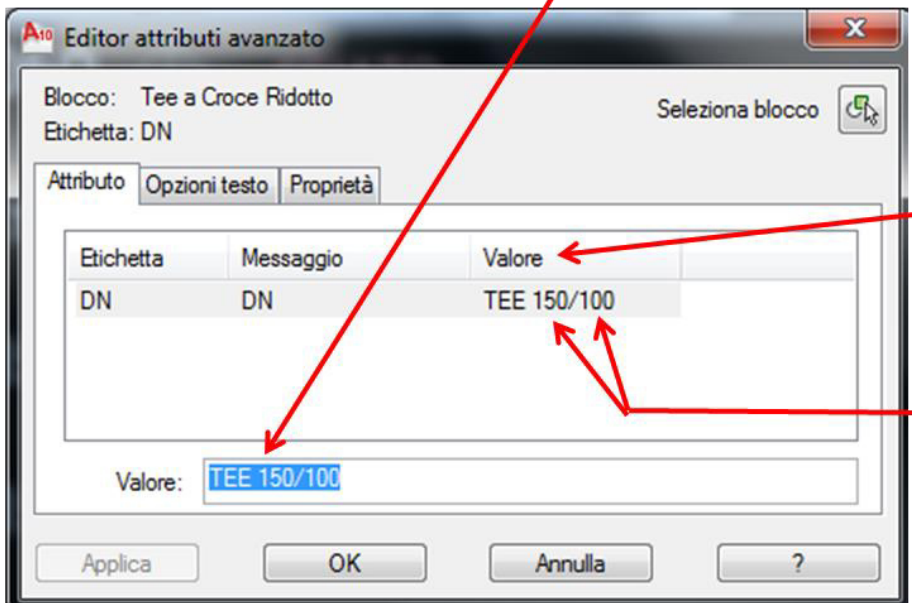 A10 Editor attributi avanzato
Blocco: Tee a Croce Ridotto
Seleziona blocco
Etichetta: DN
Attributo Opzioni testo Proprietà
Etichetta Messaggio Valore
DN DN TEE 150/100
Valore: TEE 150/100
Applica OK Annulla ?